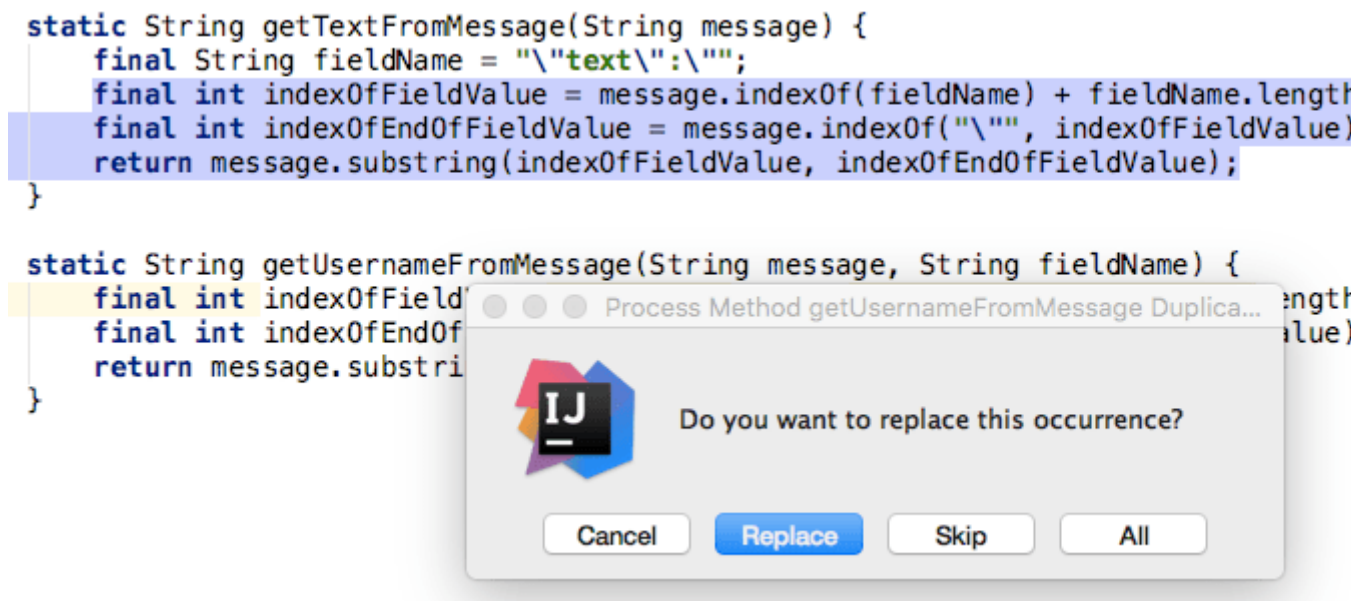 static String getTextFromMessage(String message) {
final String fieldName = "\"text\":\"";
final int indexOfFieldValue = message.indexOf(fieldName) + fieldName.length
final int indexOfEndOfFieldValue = message.indexOf("\"", indexOfFieldValue)
return message.substring(indexOfFieldValue, indexOfEndOfFieldValue);
}
static String getUsernameFromMessage(String message, String fieldName) {
final int indexOfField ength
Process Method getUsernameFromMessage Duplica...
final int indexOfEndOf alue)
return message.substri
}
IJ
Do you want to replace this occurrence?
Cancel Replace Skip All